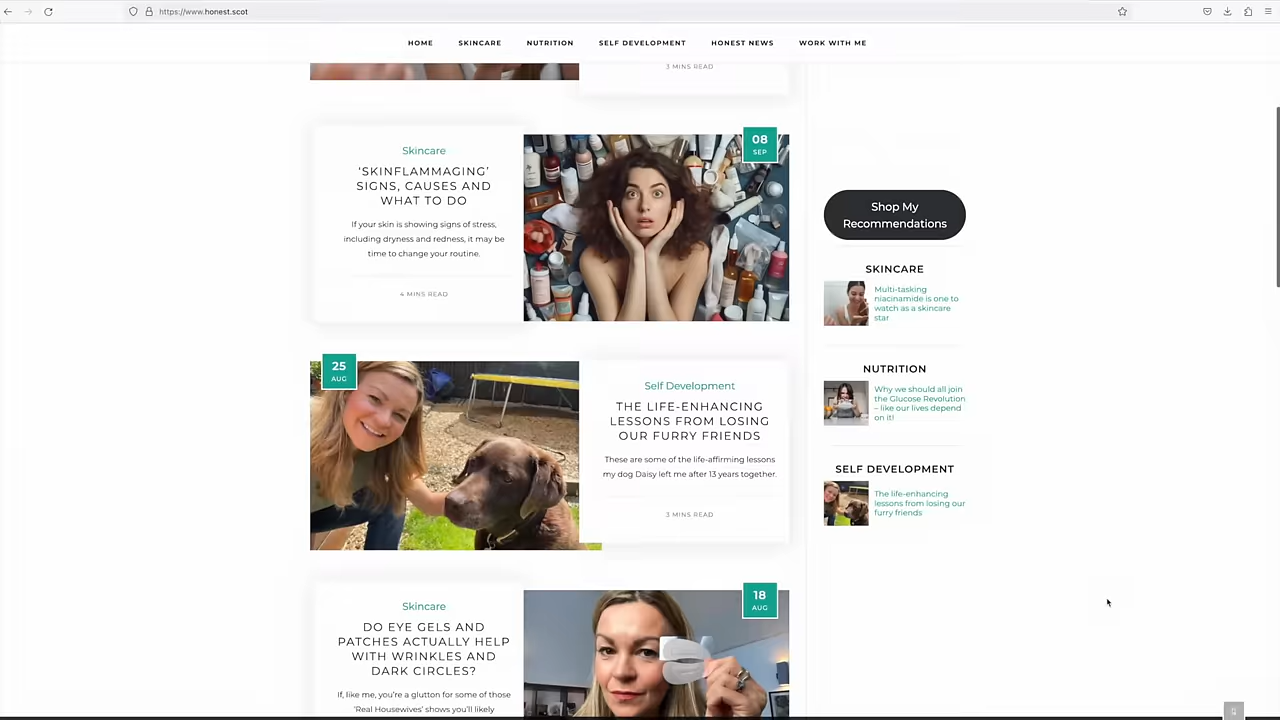 https://www.honest.scot
HOME SKINCARE NUTRITION SELF DEVELOPMENT HONEST NEWS WORK WITH ME
3 MINS READ
Skincare
‘SKINFLAMMAGING’
SIGNS, CAUSES AND
WHAT TO DO
If your skin is showing signs of stress,
including dryness and redness, it may be
time to change your routine.
4 MINS READ
08
SEP
25
AUG
Self Development
THE LIFE-ENHANCING
LESSONS FROM LOSING
OUR FURRY FRIENDS
These are some of the life-affirming lessons
my dog Daisy left me after 13 years together.
3 MINS READ
Skincare
DO EYE GELS AND
PATCHES ACTUALLY HELP
WITH WRINKLES AND
DARK CIRCLES?
If, like me, you’re a glutton for some of those
‘Real Housewives’ shows you’ll likely
18
AUG
Shop My
Recommendations
SKINCARE
Multi-tasking
niacinamide is one to
watch as a skincare
star
NUTRITION
Why we should all join
the Glucose Revolution
– like our lives depend
on it!
SELF DEVELOPMENT
The life-enhancing
lessons from losing our
furry friends